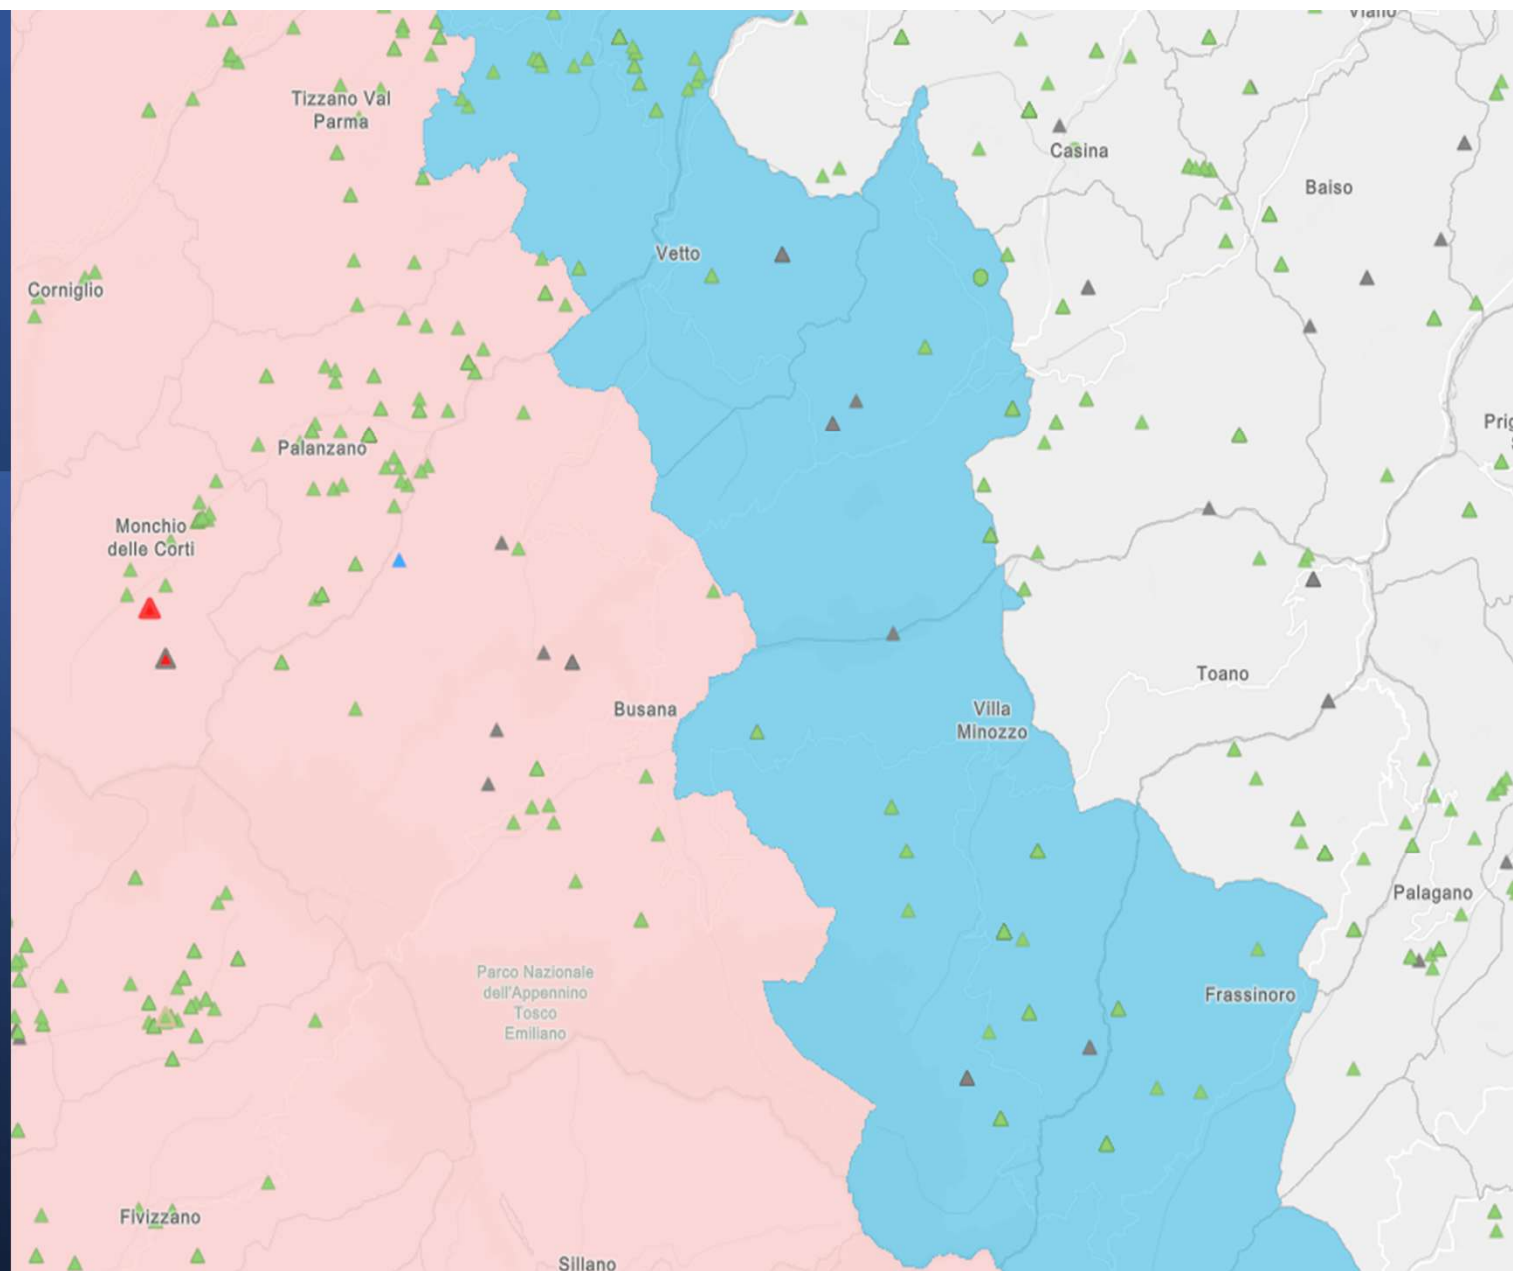 Viano
Tizzano Val
Parma
Casina
Baiso
Vetto
Corniglio
Palanzano
Monchio
delle Corti
Toano
Busana
Villa
Minozzo
Palagano
Parco Nazionale
dell'Appennino
Tosco
Emiliano
Frassinoro
Fivizzano
Sillano